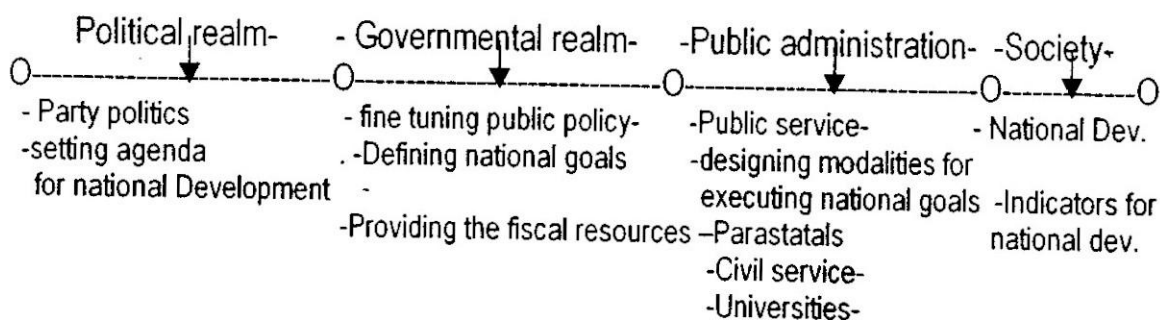 Political realm- - Governmental realm- -Public administration- -Society-
O O O O O
- Party politics
-setting agenda
for national Development
- fine tuning public policy-
. -Defining national goals
-
-Providing the fiscal resources
-Public service-
-designing modalities for
executing national goals
–Parastatals
-Civil service-
-Universities-
- National Dev.
-Indicators for
national dev.